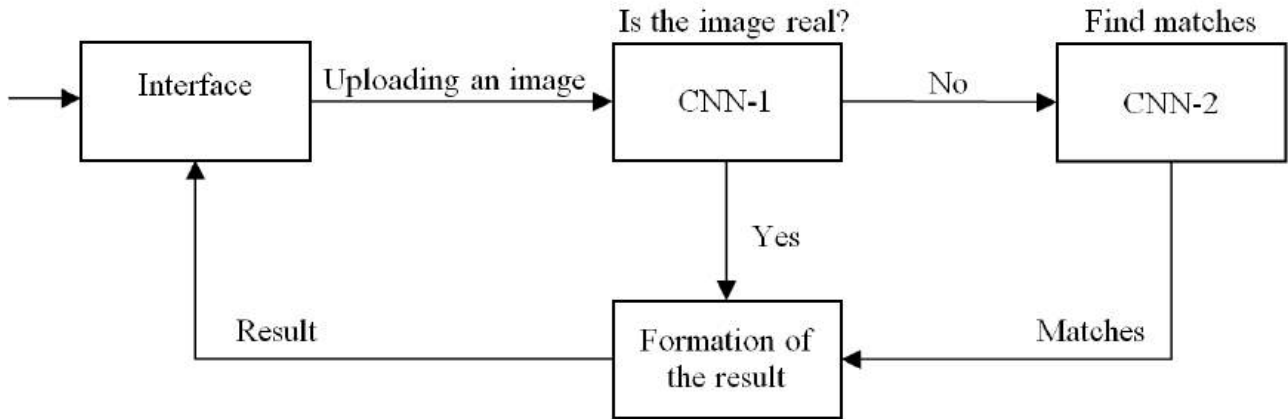 Is the image real?
Find matches
Interface
Uploading an image
CNN-1
No
CNN-2
Yes
Result
Formation of
the result
Matches